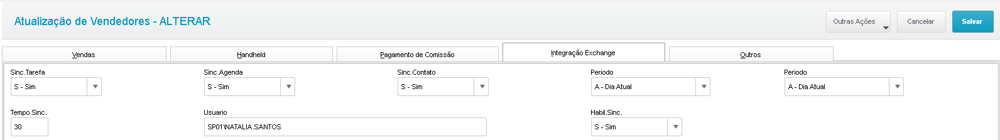 Atualização de Vendedores - ALTERAR
Outras Ações
Cancelar
Salvar
Vendas
Handheld
Pagamento de Comissão
Integração Exchange
Outros
Sinc.Tarefa
Sinc.Agenda
Sinc.Contato
Periodo
Periodo
S - Sim
S - Sim
S - Sim
A - Dia Atual
A - Dia Atual
Tempo Sinc.
Usuario
Habil.Sinc.
30
SP01\NATALIA.SANTOS
S - Sim